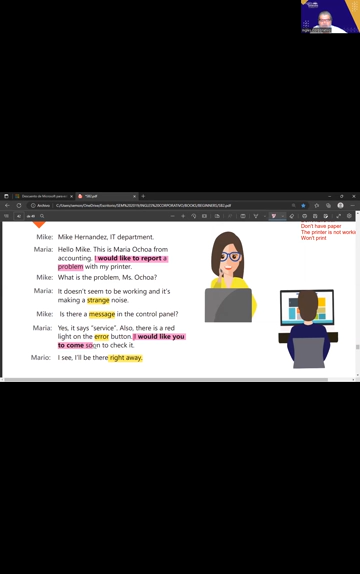 Don't have paper
The printer is not worki
Won't print
Mike: Mike Hernandez, IT department.
Maria: Hello Mike. This is Maria Ochoa from
accounting. I would like to report a
problem with my printer.
Mike: What is the problem, Ms. Ochoa?
Maria: It doesn't seem to be working and it's
making a strange noise.
Mike: Is there a message in the control panel?
Maria: Yes, it says "service". Also, there is a red
light on the error button. I would like you
to come soon to check it.
Mario: I see, I'll be there right away.